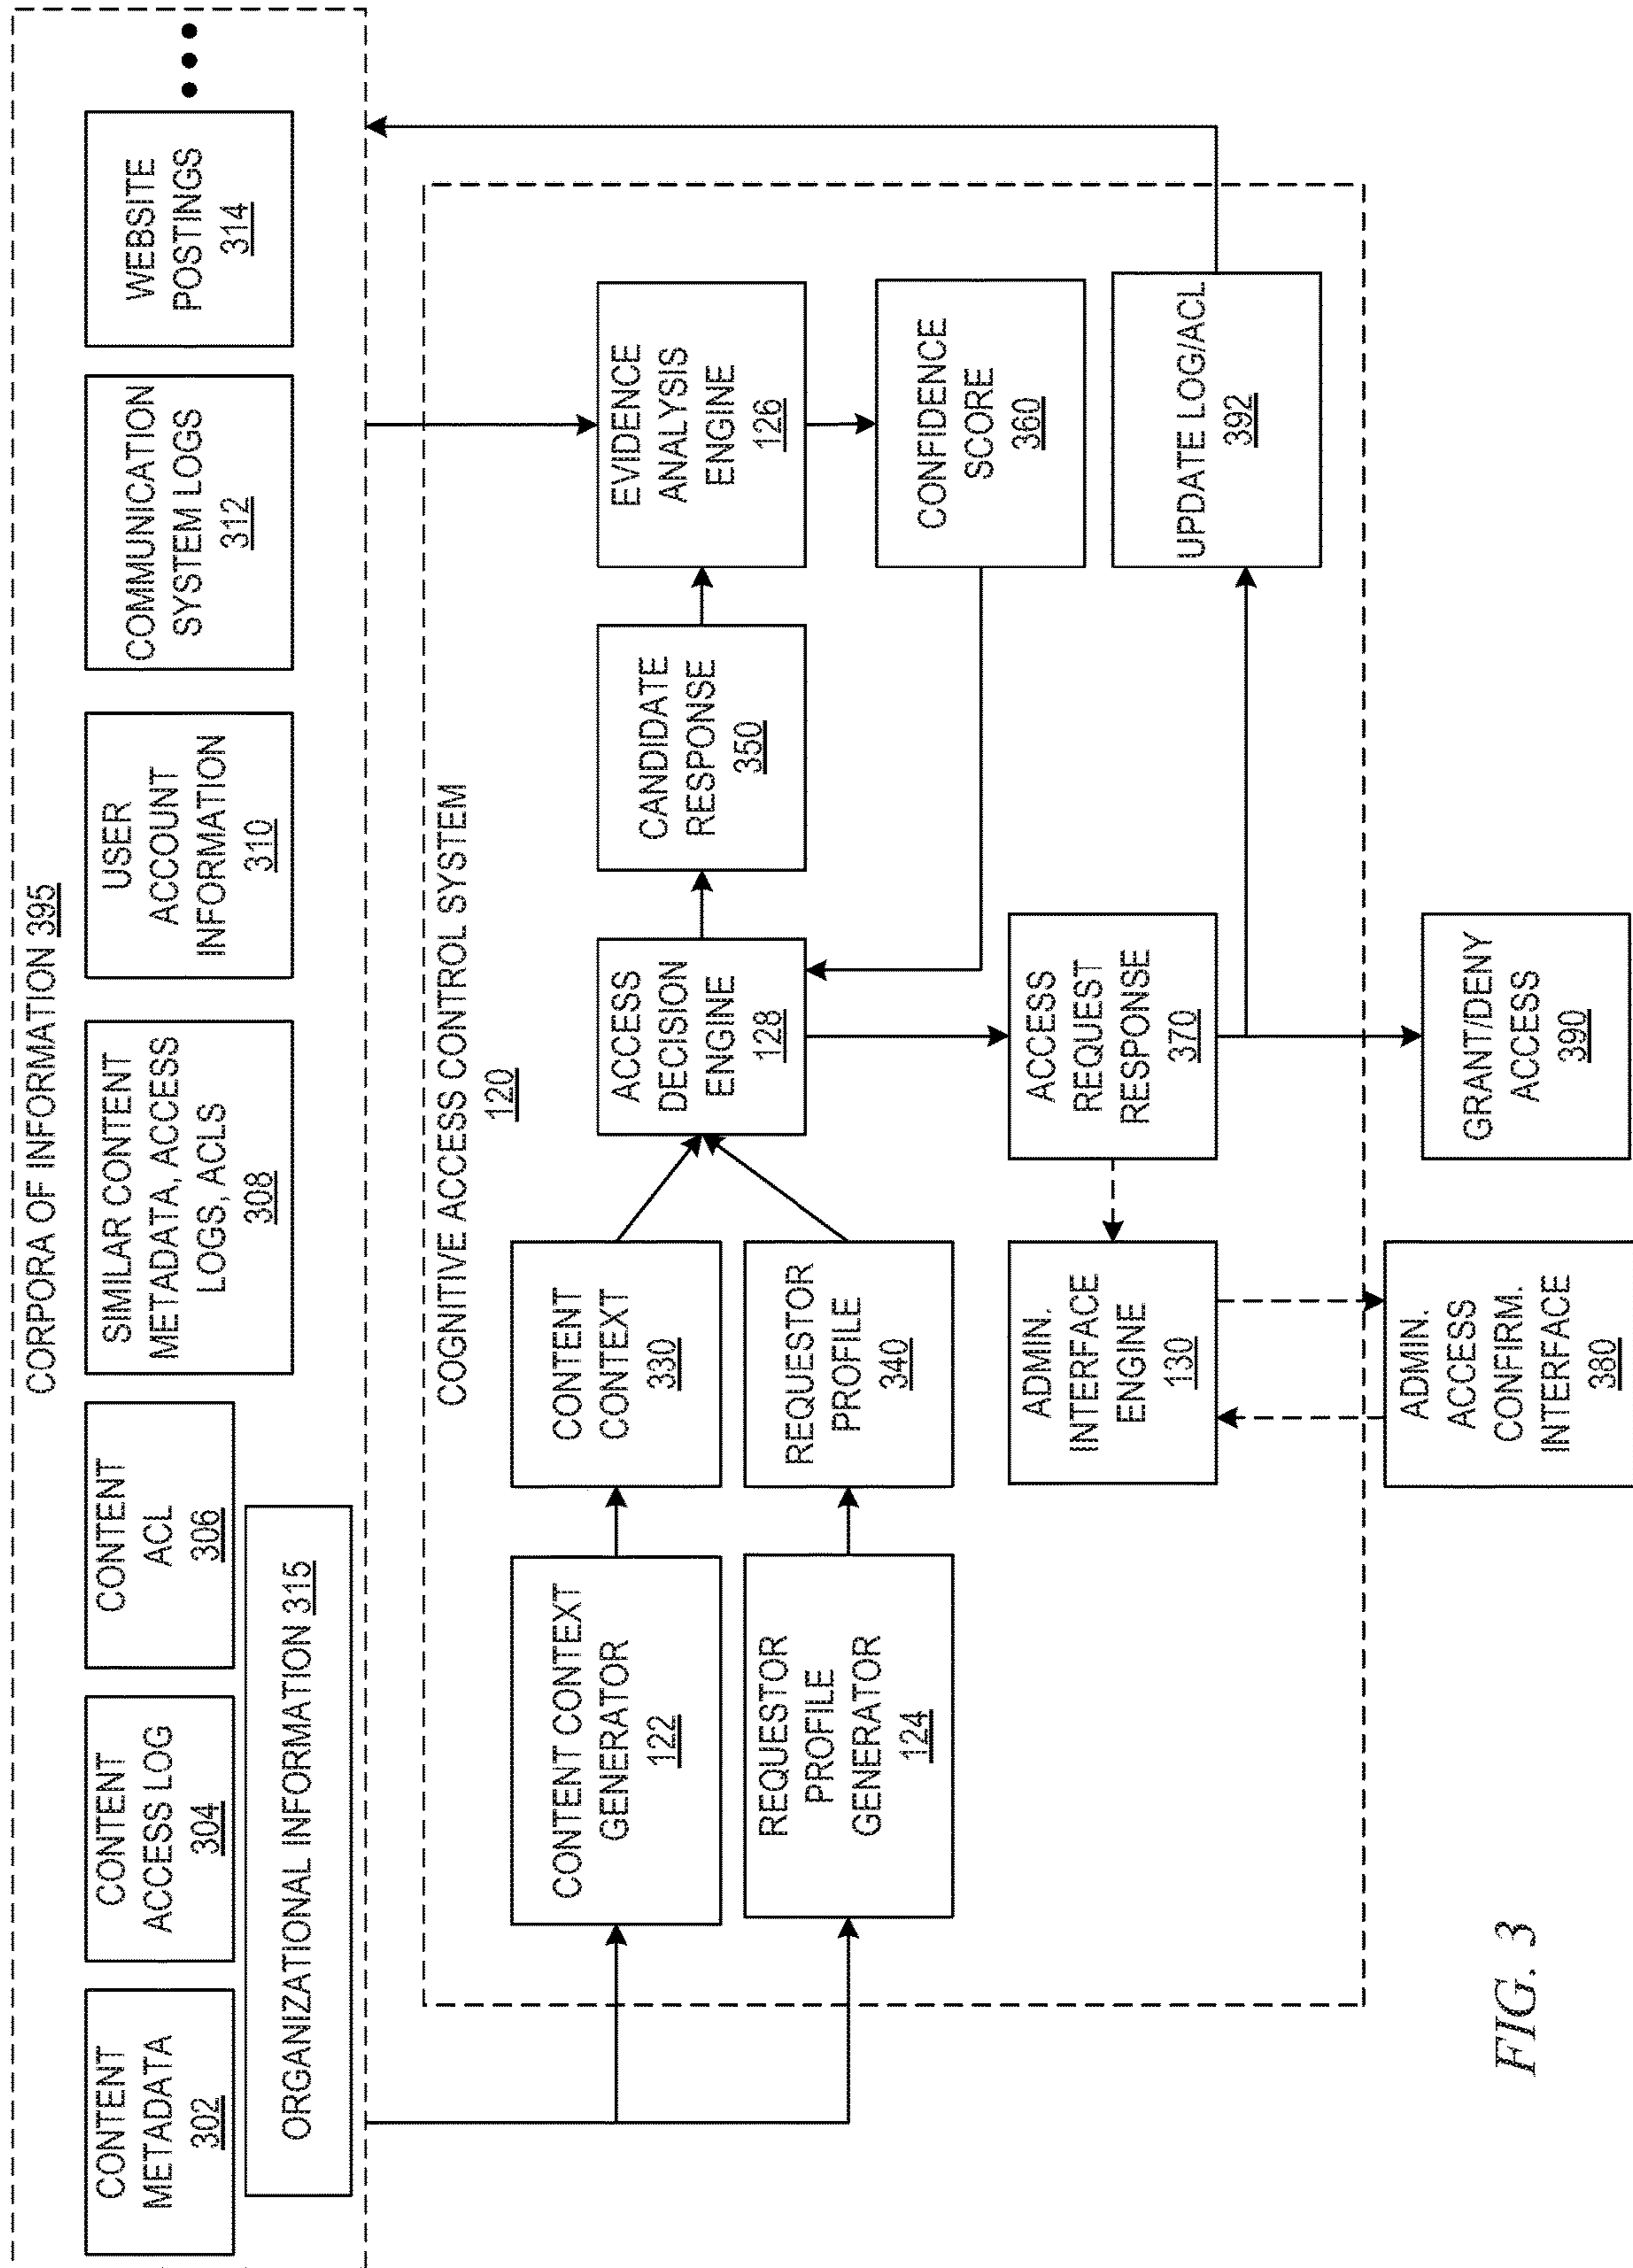 CORPORA OF INFORMATION 395
CONTENT
METADATA
302
CONTENT
ACCESS LOG
304
CONTENT
ACL
306
SIMILAR CONTENT
METADATA, ACCESS
LOGS, ACLS
308
USER
ACCOUNT
INFORMATION
310
COMMUNICATION
SYSTEM LOGS
312
WEBSITE
POSTINGS
314
ORGANIZATIONAL INFORMATION 315
COGNITIVE ACCESS CONTROL SYSTEM
120
CONTENT CONTEXT
GENERATOR
122
CONTENT
CONTEXT
330
REQUESTOR
PROFILE
GENERATOR
124
REQUESTOR
PROFILE
340
ACCESS
DECISION
ENGINE
128
CANDIDATE
RESPONSE
350
EVIDENCE
ANALYSIS
ENGINE
126
CONFIDENCE
SCORE
360
ADMIN.
INTERFACE
ENGINE
130
ACCESS
REQUEST
RESPONSE
370
UPDATE LOG/ACL
392
ADMIN.
ACCESS
CONFIRM.
INTERFACE
380
GRANT/DENY
ACCESS
390
FIG. 3